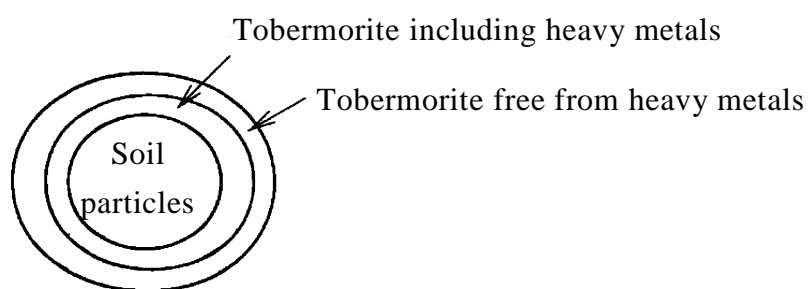 Tobermorite including heavy metals
Tobermorite free from heavy metals
Soil
particles